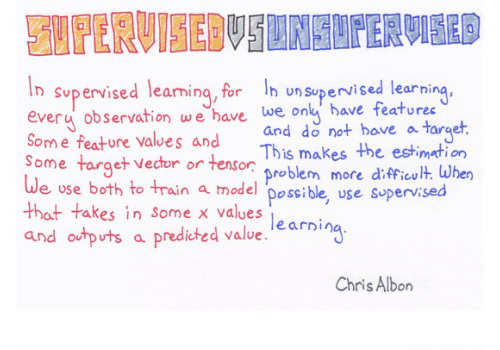 SUPERVISED VS UNSUPERVISED
In supervised learning, for
every observation we have
some feature values and
some target vector or tensor.
We use both to train a model
that takes in some x values
and outputs a predicted value.
In unsupervised learning,
we only have features
and do not have a target.
This makes the estimation
problem more difficult. When
possible, use supervised
learning.
Chris Albon